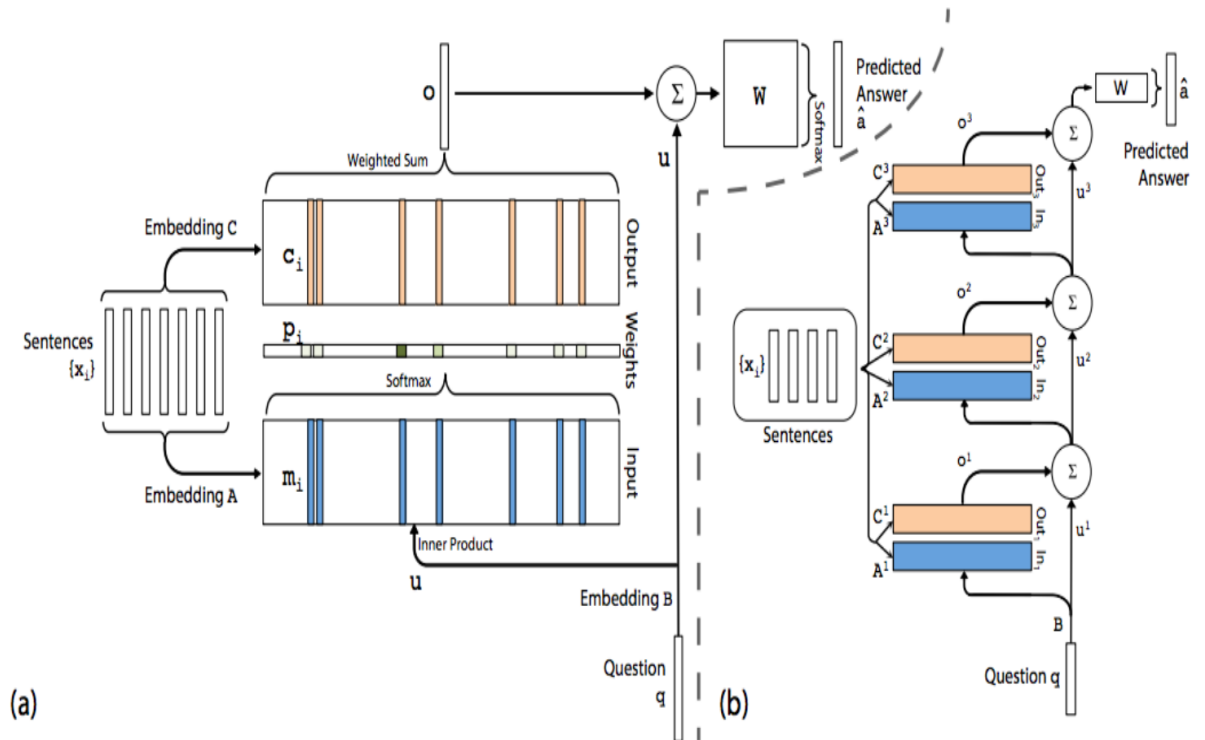 o
Σ
W
Softmax
Predicted
Answer
â
u
Weighted Sum
Embedding C
c_i
Output
Sentences
{x_i}
p_i
Weights
Softmax
m_i
Input
Embedding A
Inner Product
u
Embedding B
Question
q
(a)
W
â
Predicted
Answer
Σ
o³
C³
Out₃
A³
In₃
u³
o²
Σ
C²
Out₂
A²
In₂
u²
{x_i}
Sentences
o¹
Σ
C¹
Out₁
A¹
In₁
u¹
B
Question q
(b)